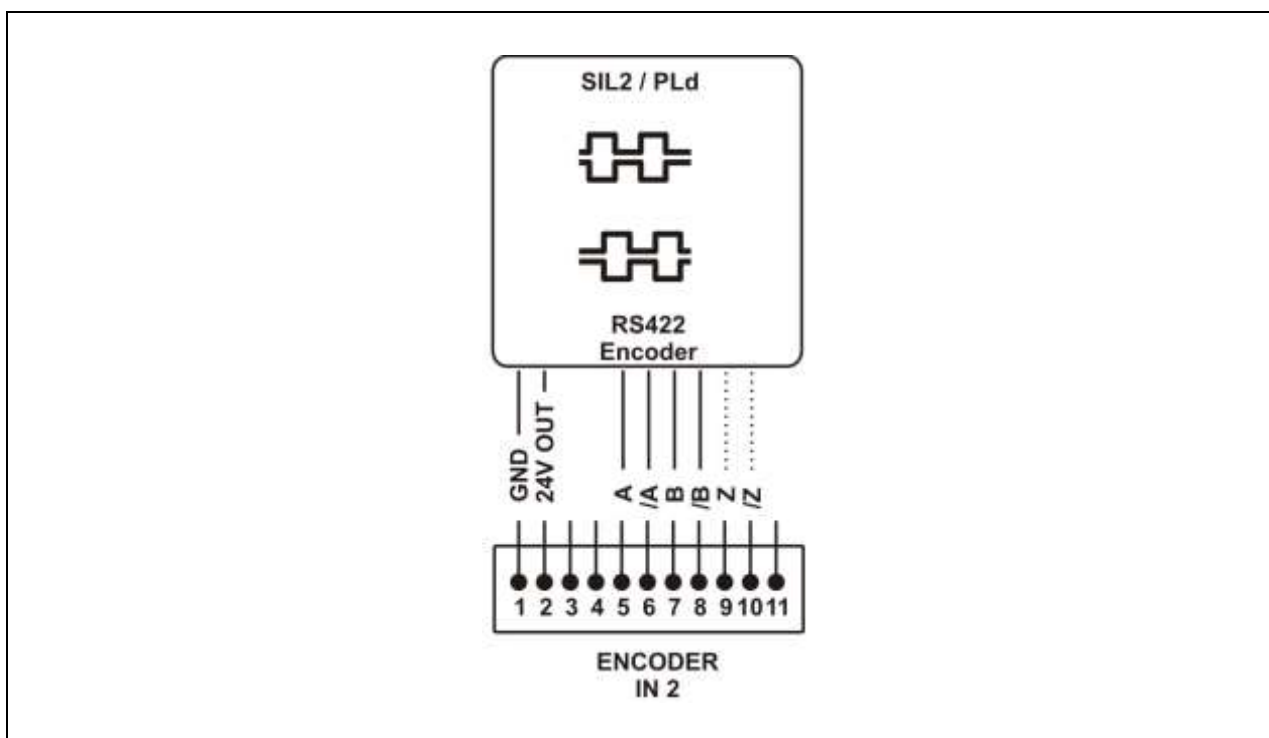 SIL2 / PLd
RS422
Encoder
GND
24V OUT
A
/A
B
/B
Z
/Z
1 2 3 4 5 6 7 8 9 10 11
ENCODER
IN 2